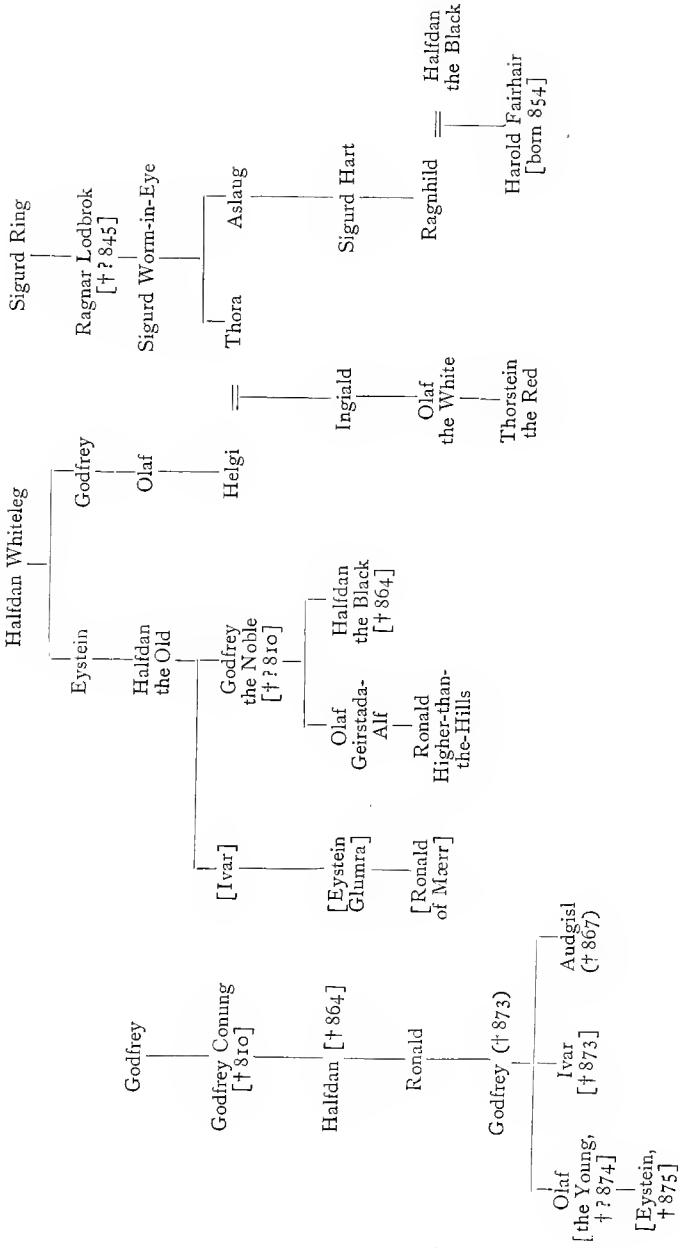 Sigurd Ring
Ragnar Lodbrok
[† ? 845]
Sigurd Worm-in-Eye
Thora
Aslaug
Sigurd Hart
Ragnhild
=
Halfdan
the Black
Harold Fairhair
[born 854]
Halfdan Whiteleg
Eystein
Godfrey
Halfdan
the Old
Olaf
Helgi
=
Ingiald
Olaf
the White
Thorstein
the Red
[Ivar]
Godfrey
the Noble
[† ? 810]
[Eystein
Glumra]
Olaf
Geirstada-
Alf
Halfdan
the Black
[† 864]
[Ronald
of Mærr]
Ronald
Higher-than-
the-Hills
Godfrey
Godfrey Conung
[† 810]
Halfdan [† 864]
Ronald
Godfrey († 873)
Olaf
[the Young,
† ? 874]
Ivar
[† 873]
Audgisl
(† 867)
[Eystein,
† 875]